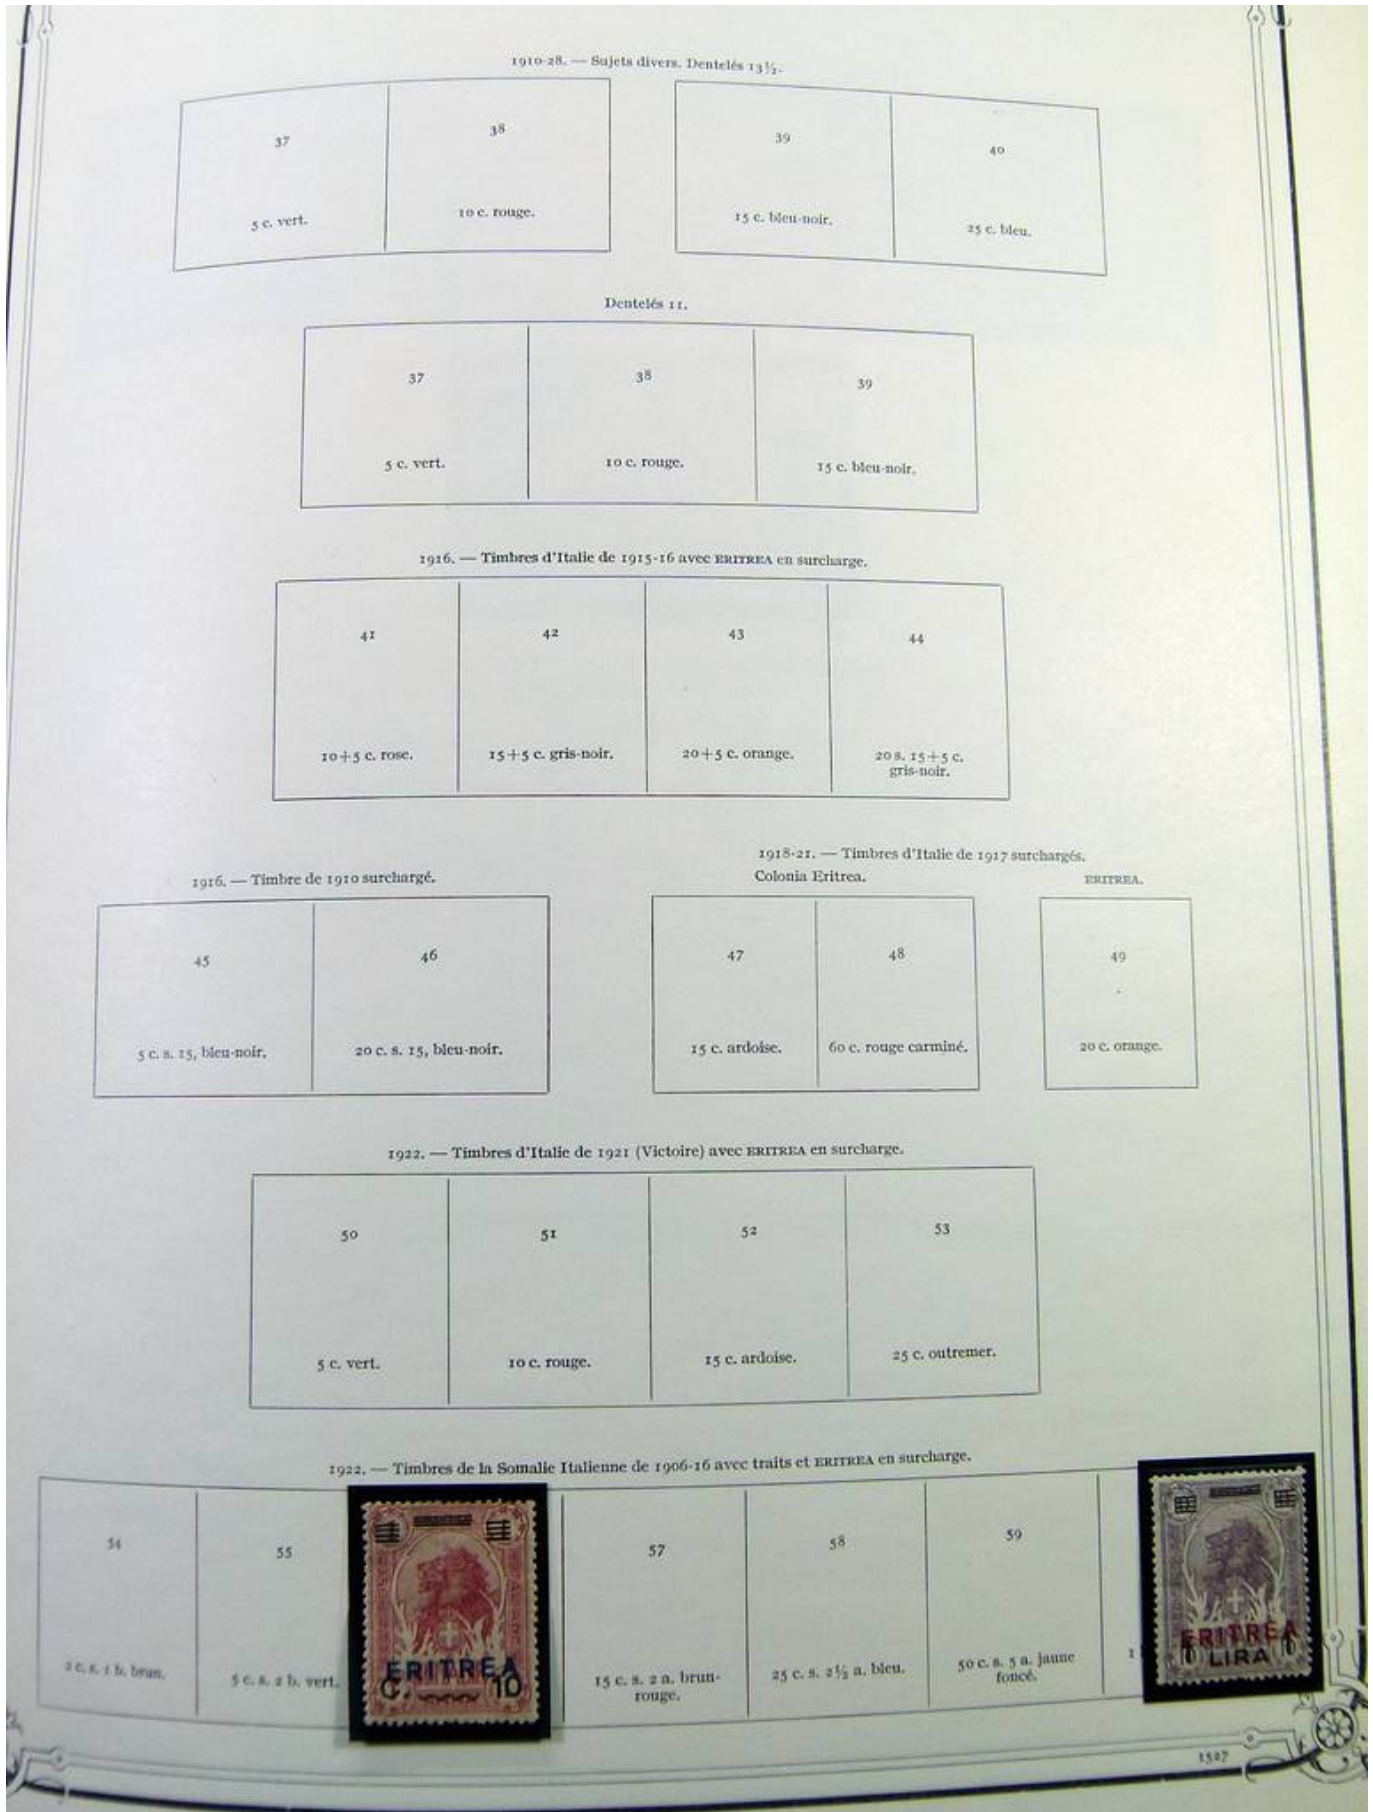 1910-28. — Sujets divers. Dentelés 13½.
37
38
39
40
5 c. vert.
10 c. rouge.
15 c. bleu-noir.
25 c. bleu.
Dentelés 11.
37
38
39
5 c. vert.
10 c. rouge.
15 c. bleu-noir.
1916. — Timbres d'Italie de 1915-16 avec ERITREA en surcharge.
41
42
43
44
10+5 c. rose.
15+5 c. gris-noir.
20+5 c. orange.
20 s. 15+5 c.
gris-noir.
1916. — Timbre de 1910 surchargé.
45
46
5 c. s. 15, bleu-noir.
20 c. s. 15, bleu-noir.
1918-21. — Timbres d'Italie de 1917 surchargés.
Colonia Eritrea.
ERITREA.
47
48
49
15 c. ardoise.
60 c. rouge carminé.
20 c. orange.
1922. — Timbres d'Italie de 1921 (Victoire) avec ERITREA en surcharge.
50
51
52
53
5 c. vert.
10 c. rouge.
15 c. ardoise.
25 c. outremer.
1922. — Timbres de la Somalie Italienne de 1906-16 avec traits et ERITREA en surcharge.
54
55
57
58
59
2 c. s. 1 b. brun.
5 c. s. 2 b. vert.
ERITREA
C. 10
15 c. s. 2 a. brun-
rouge.
25 c. s. 2½ a. bleu.
50 c. s. 5 a. jaune
foncé.
1
ERITREA
1 LIRA 1
1527